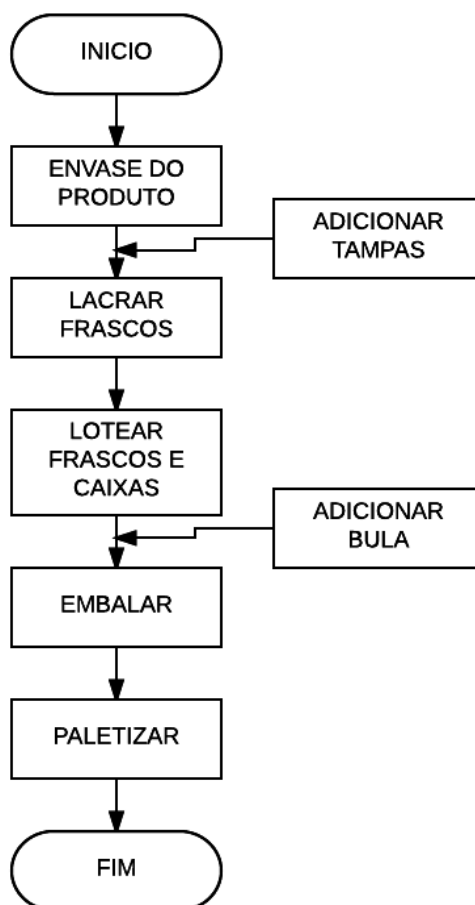 INICIO
ENVASE DO
PRODUTO
ADICIONAR
TAMPAS
LACRAR
FRASCOS
LOTEAR
FRASCOS E
CAIXAS
ADICIONAR
BULA
EMBALAR
PALETIZAR
FIM